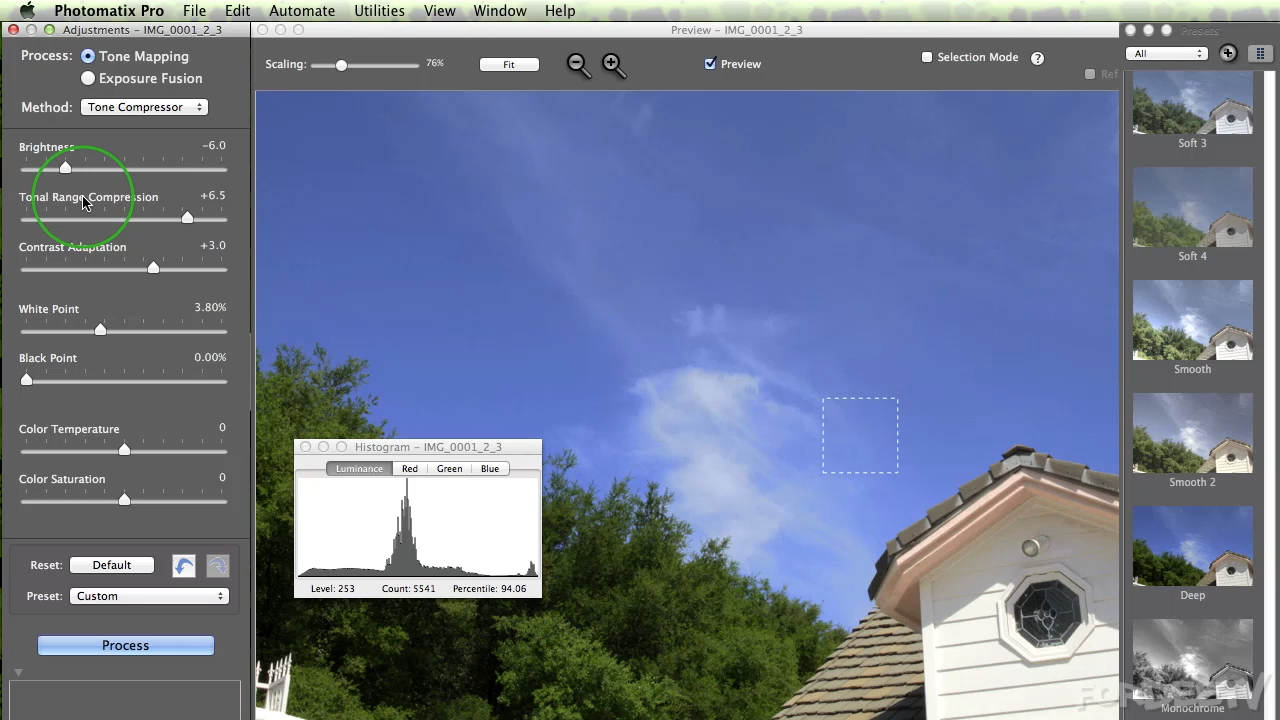 Photomatix Pro File Edit Automate Utilities View Window Help
Adjustments – IMG_0001_2_3
Process: Tone Mapping
Exposure Fusion
Method: Tone Compressor
Brightness –6.0
Tonal Range Compression +6.5
Contrast Adaptation +3.0
White Point 3.80%
Black Point 0.00%
Color Temperature 0
Color Saturation 0
Reset: Default
Preset: Custom
Process
Preview – IMG_0001_2_3
Scaling: 76% Fit Preview Selection Mode ?
Ref
Histogram – IMG_0001_2_3
Luminance Red Green Blue
Level: 253 Count: 5541 Percentile: 94.06
Presets
All
Soft 3
Soft 4
Smooth
Smooth 2
Deep
Monochrome